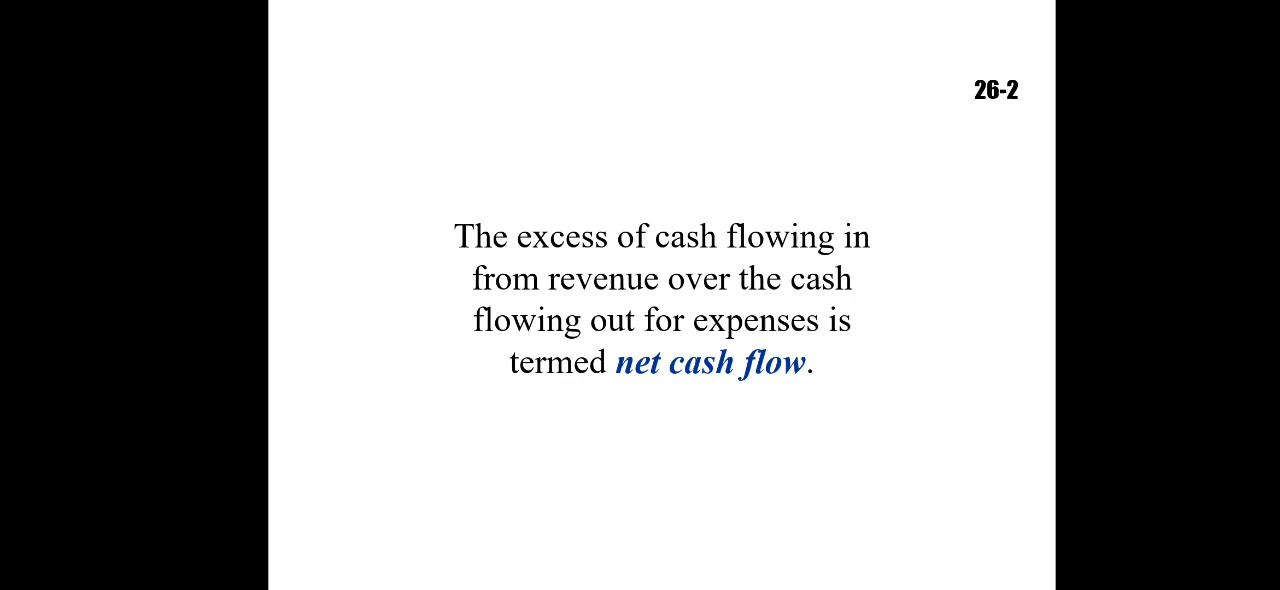 26-2
The excess of cash flowing in
from revenue over the cash
flowing out for expenses is
termed net cash flow.